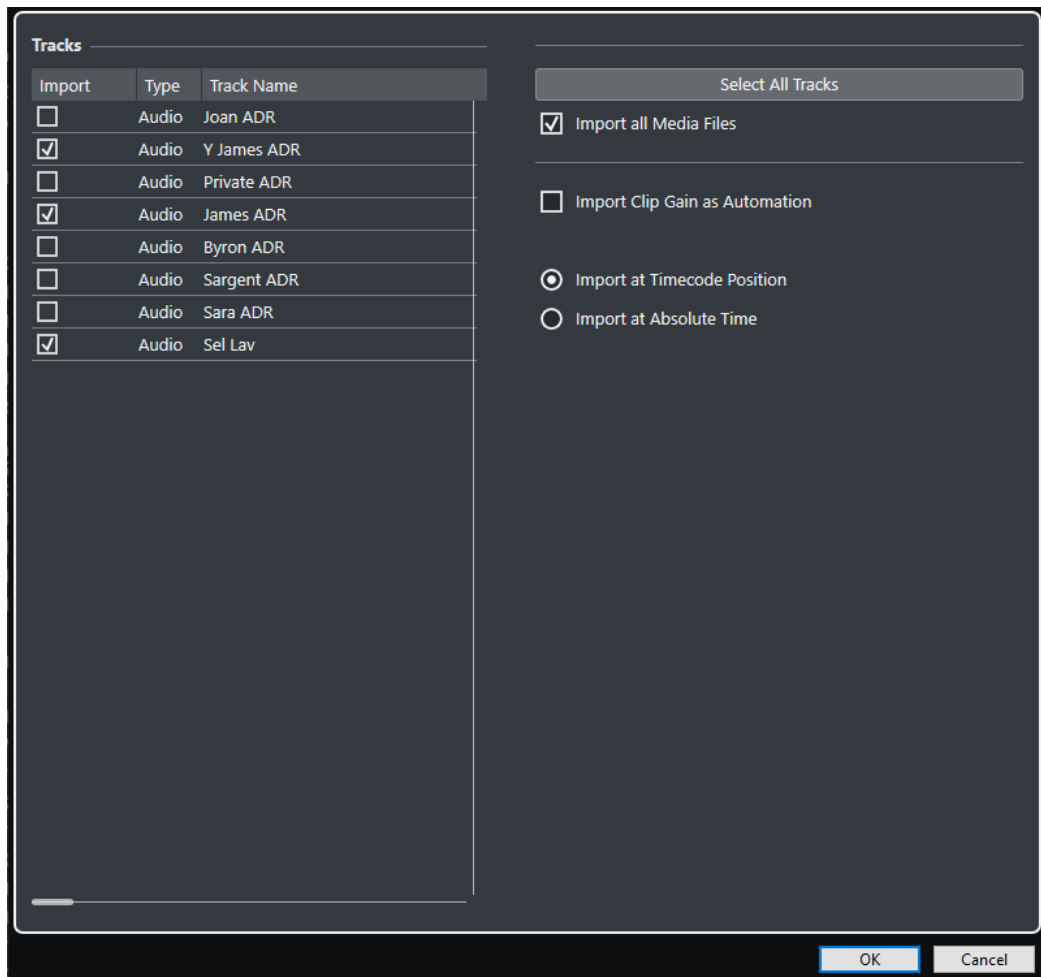 Tracks
Import Type Track Name
Audio Joan ADR
Audio Y James ADR
Audio Private ADR
Audio James ADR
Audio Byron ADR
Audio Sargent ADR
Audio Sara ADR
Audio Sel Lav
Select All Tracks
Import all Media Files
Import Clip Gain as Automation
Import at Timecode Position
Import at Absolute Time
OK
Cancel